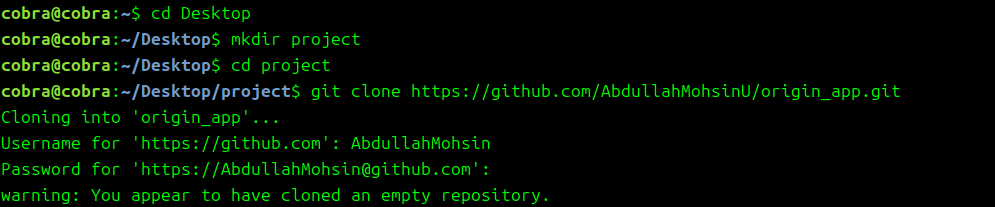 cobra@cobra:~$ cd Desktop
cobra@cobra:~/Desktop$ mkdir project
cobra@cobra:~/Desktop$ cd project
cobra@cobra:~/Desktop/project$ git clone https://github.com/AbdullahMohsinU/origin_app.git
Cloning into 'origin_app'...
Username for 'https://github.com': AbdullahMohsin
Password for 'https://AbdullahMohsin@github.com':
warning: You appear to have cloned an empty repository.